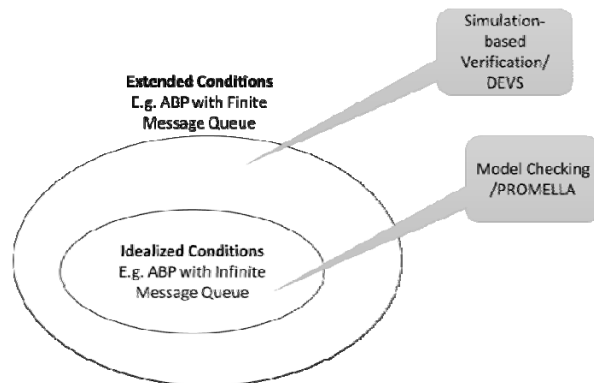 Simulation-
based
Verification/
DEVS
Extended Conditions
E.g. ABP with Finite
Message Queue
Model Checking
/PROMELLA
Idealized Conditions
E.g. ABP with Infinite
Message Queue